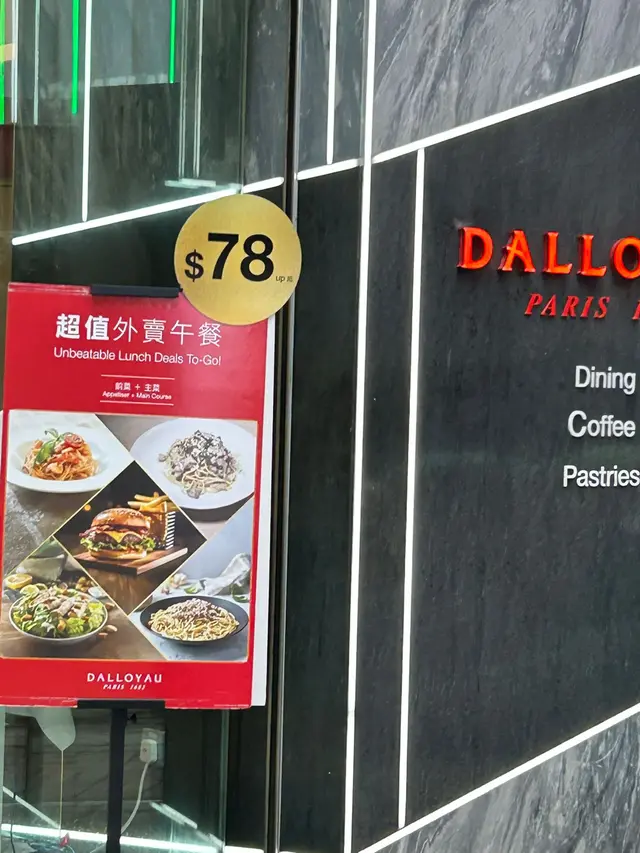 $78 up 起
超值外賣午餐
Unbeatable Lunch Deals To-Go!
前菜 + 主菜
Appetiser + Main Course
DALLOYAU
PARIS 1682
DALLO
PARIS 1
Dining
Coffee
Pastries